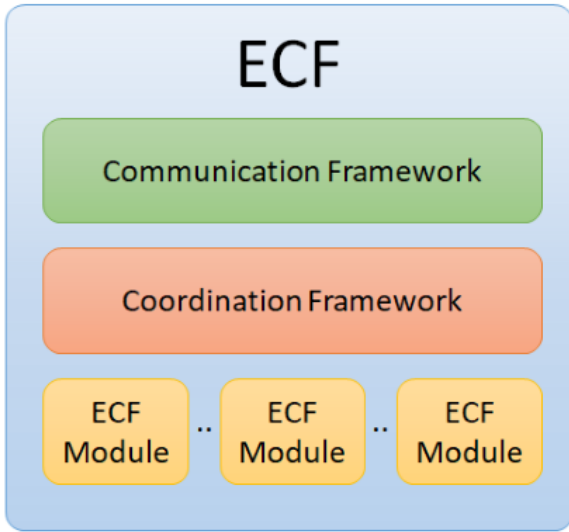 ECF
Communication Framework
Coordination Framework
ECF
Module
..
ECF
Module
..
ECF
Module